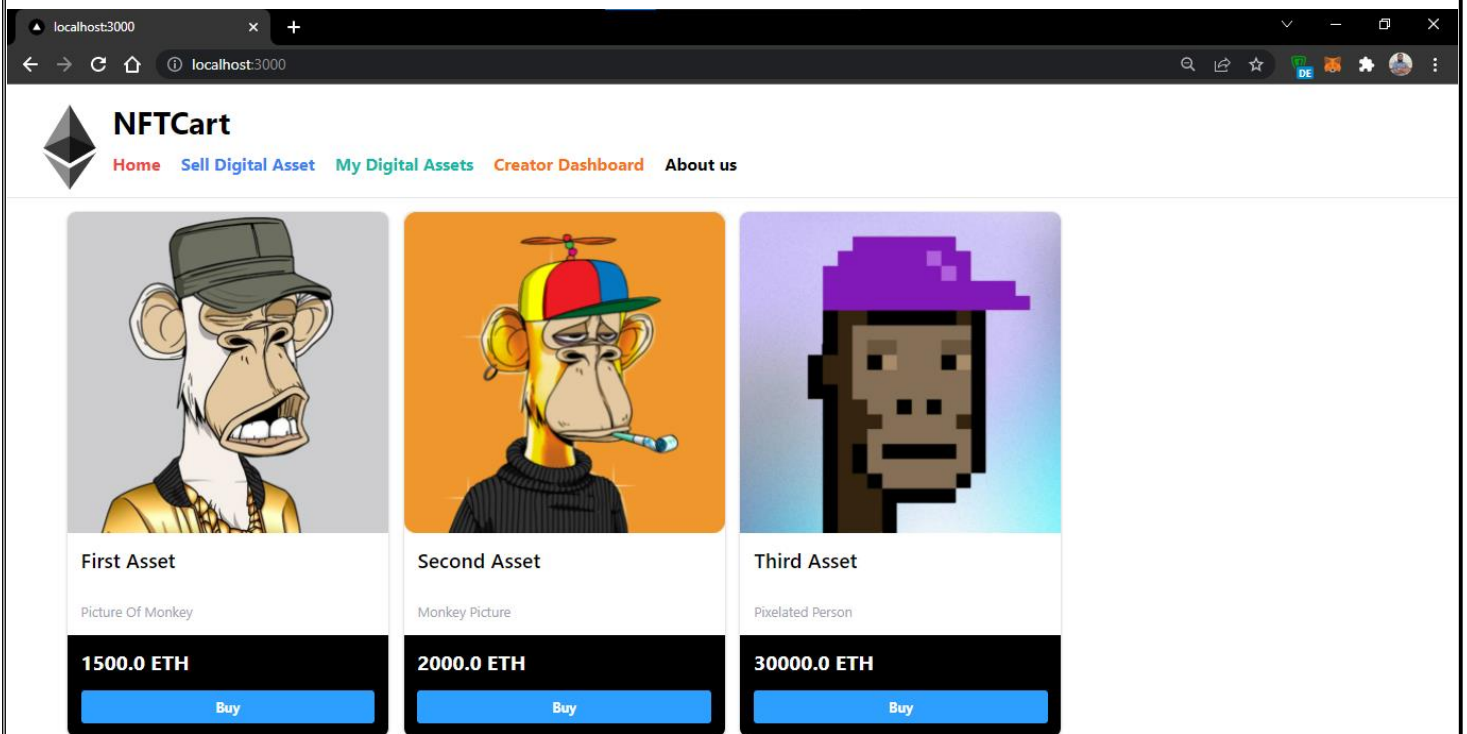 localhost:3000
localhost:3000
DE
NFTCart
Home Sell Digital Asset My Digital Assets Creator Dashboard About us
First Asset Second Asset Third Asset
Picture Of Monkey Monkey Picture Pixelated Person
1500.0 ETH 2000.0 ETH 30000.0 ETH
Buy Buy Buy